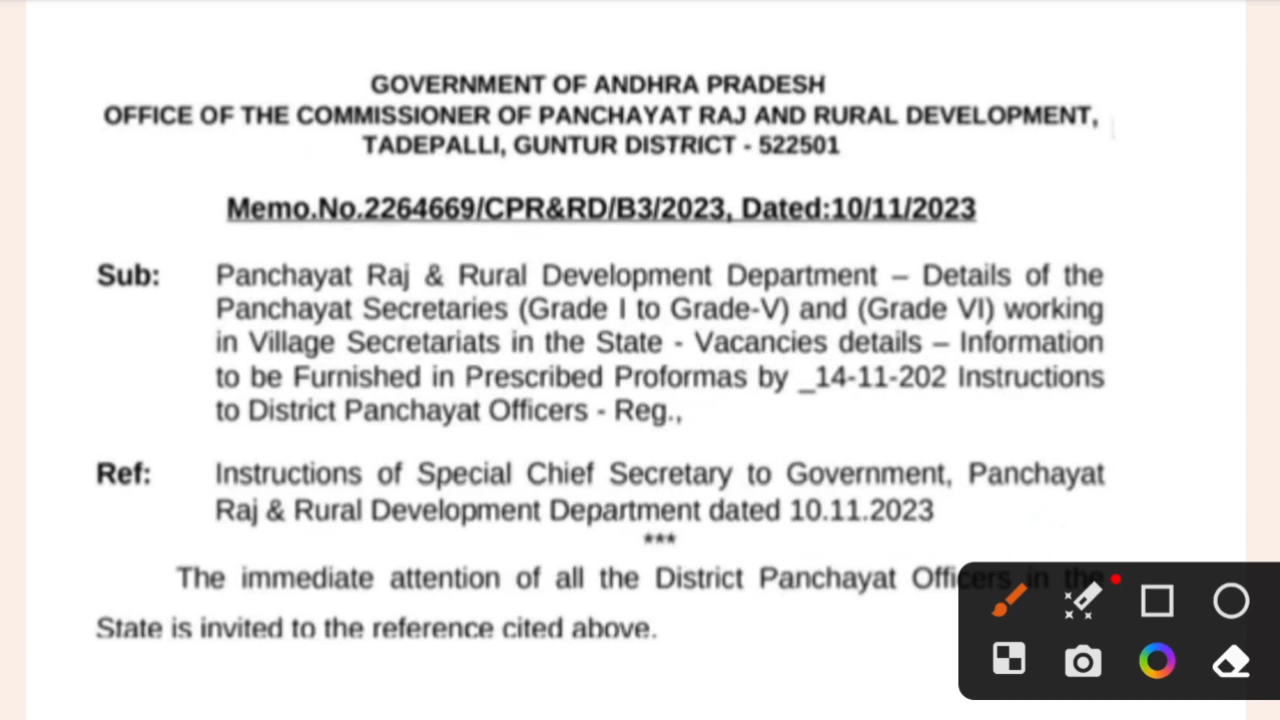 GOVERNMENT OF ANDHRA PRADESH
OFFICE OF THE COMMISSIONER OF PANCHAYAT RAJ AND RURAL DEVELOPMENT,
TADEPALLI, GUNTUR DISTRICT - 522501
Memo.No.2264669/CPR&RD/B3/2023, Dated:10/11/2023
Sub: Panchayat Raj & Rural Development Department – Details of the
Panchayat Secretaries (Grade I to Grade-V) and (Grade VI) working
in Village Secretariats in the State - Vacancies details – Information
to be Furnished in Prescribed Proformas by _14-11-202 Instructions
to District Panchayat Officers - Reg.,
Ref: Instructions of Special Chief Secretary to Government, Panchayat
Raj & Rural Development Department dated 10.11.2023
***
The immediate attention of all the District Panchayat Officers in the
State is invited to the reference cited above.